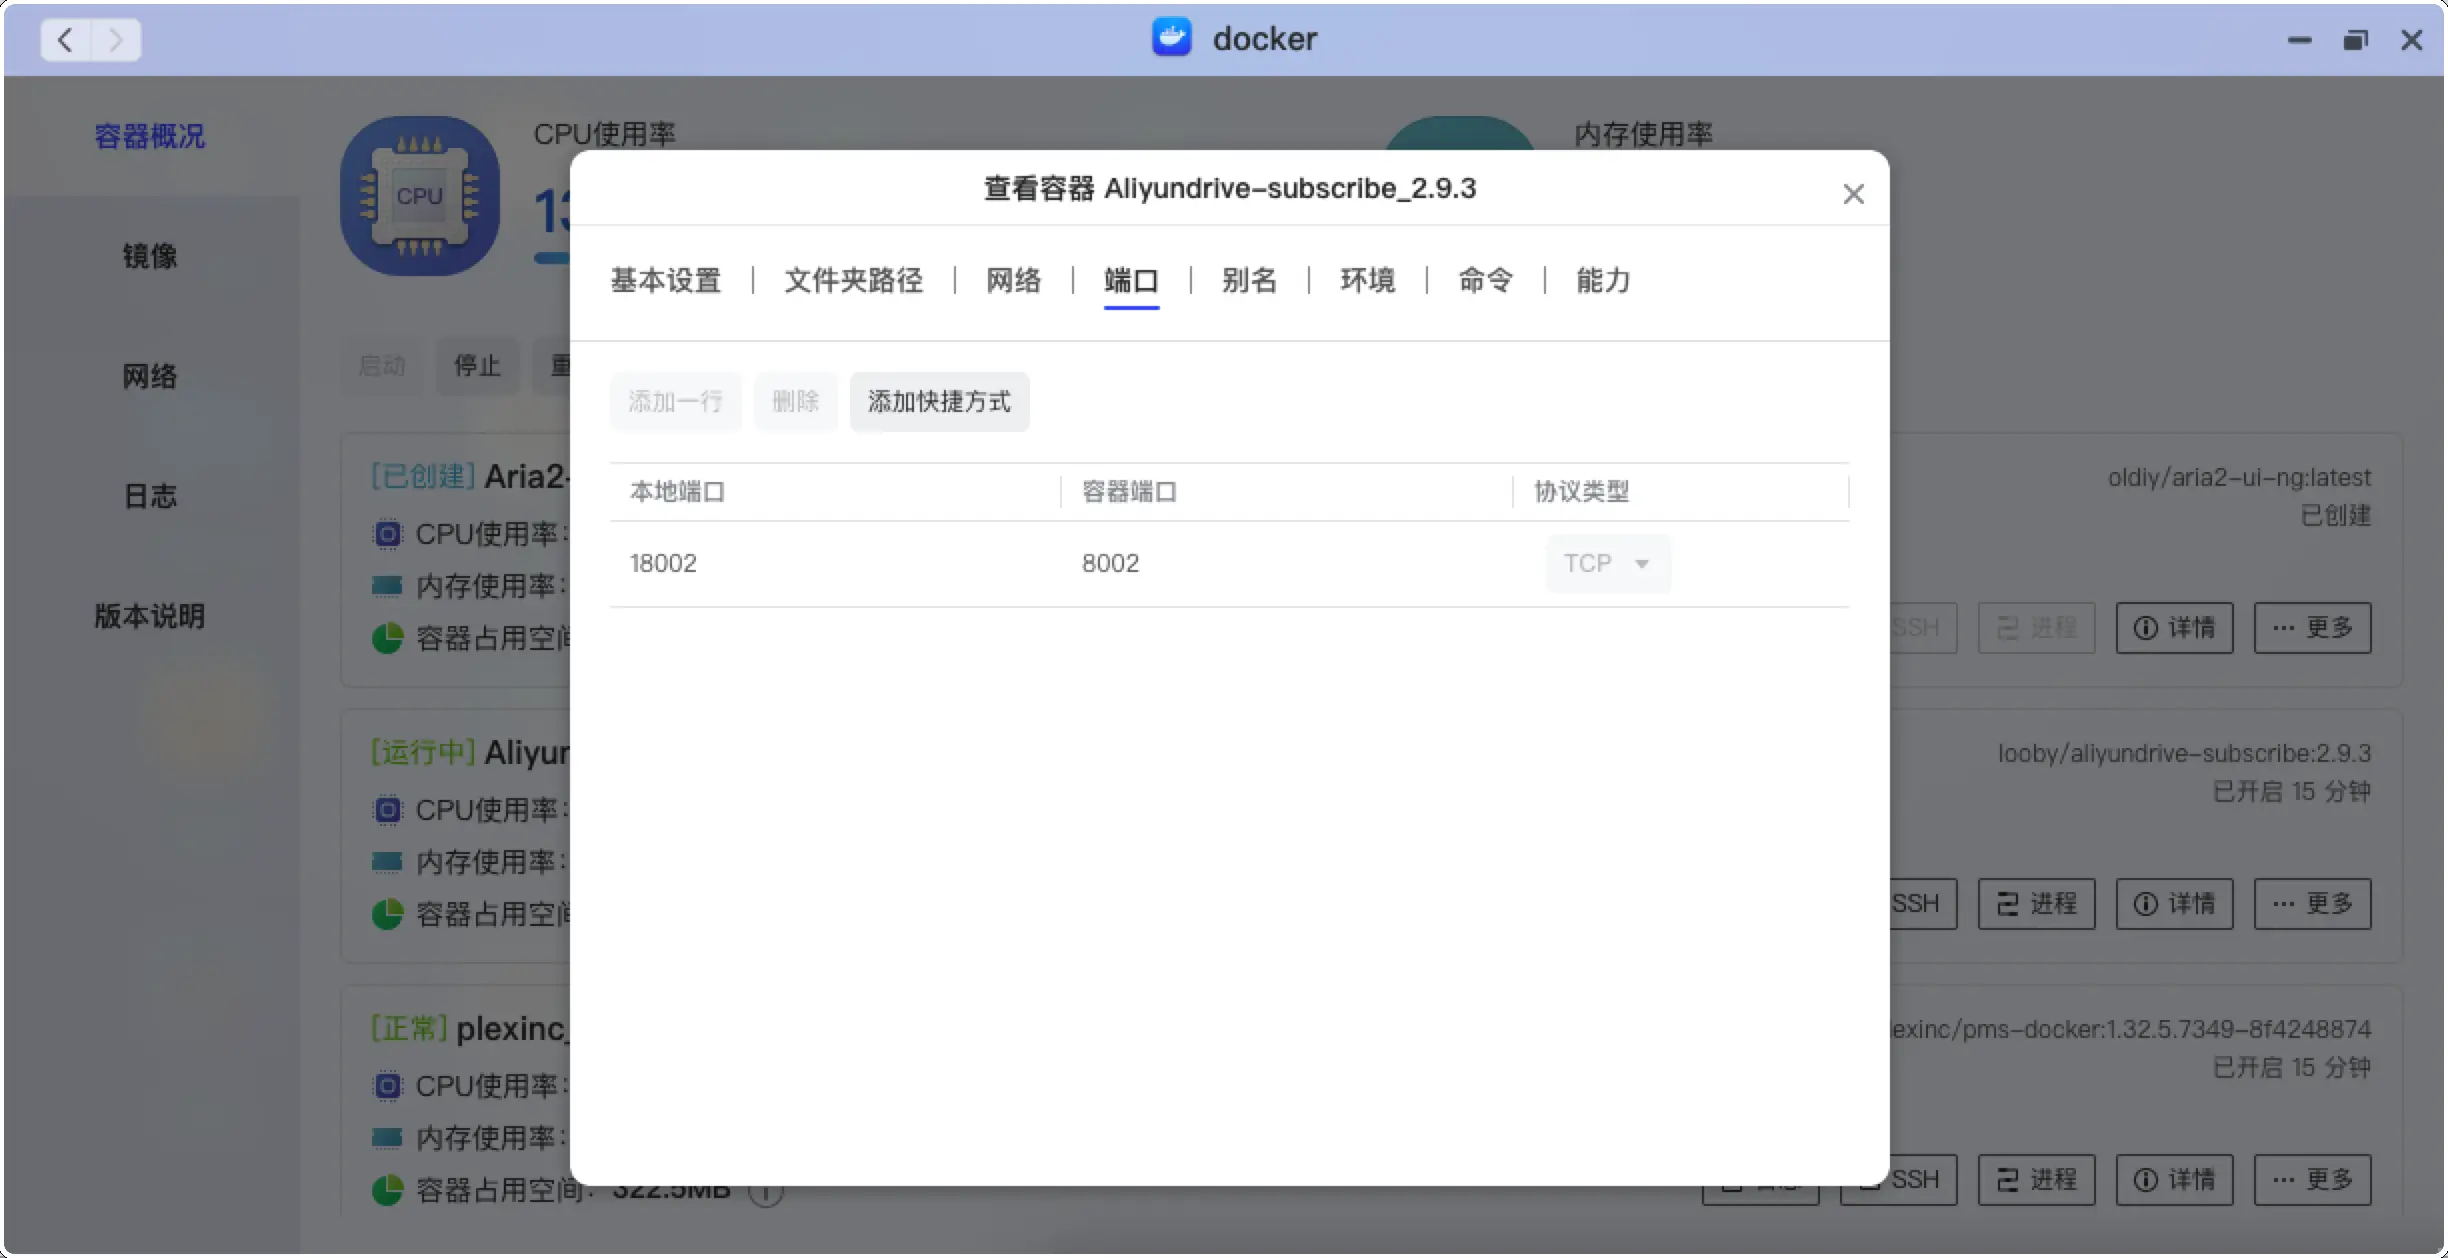 docker
容器概况
镜像
网络
日志
版本说明
CPU
CPU使用率
内存使用率
启动 停止
查看容器 Aliyundrive-subscribe_2.9.3
基本设置 | 文件夹路径 | 网络 | 端口 | 别名 | 环境 | 命令 | 能力
添加一行 删除 添加快捷方式
本地端口 容器端口 协议类型
18002 8002 TCP
[已创建] Aria2-
CPU使用率:
内存使用率:
容器占用空间
oldiy/aria2-ui-ng:latest
已创建
SSH 进程 详情 ··· 更多
[运行中] Aliyun
CPU使用率:
内存使用率:
容器占用空间
looby/aliyundrive-subscribe:2.9.3
已开启 15 分钟
SSH 进程 详情 ··· 更多
[正常] plexinc_
CPU使用率:
内存使用率:
容器占用空间: 322.5MB
lexinc/pms-docker:1.32.5.7349-8f4248874
已开启 15 分钟
SSH 进程 详情 ··· 更多